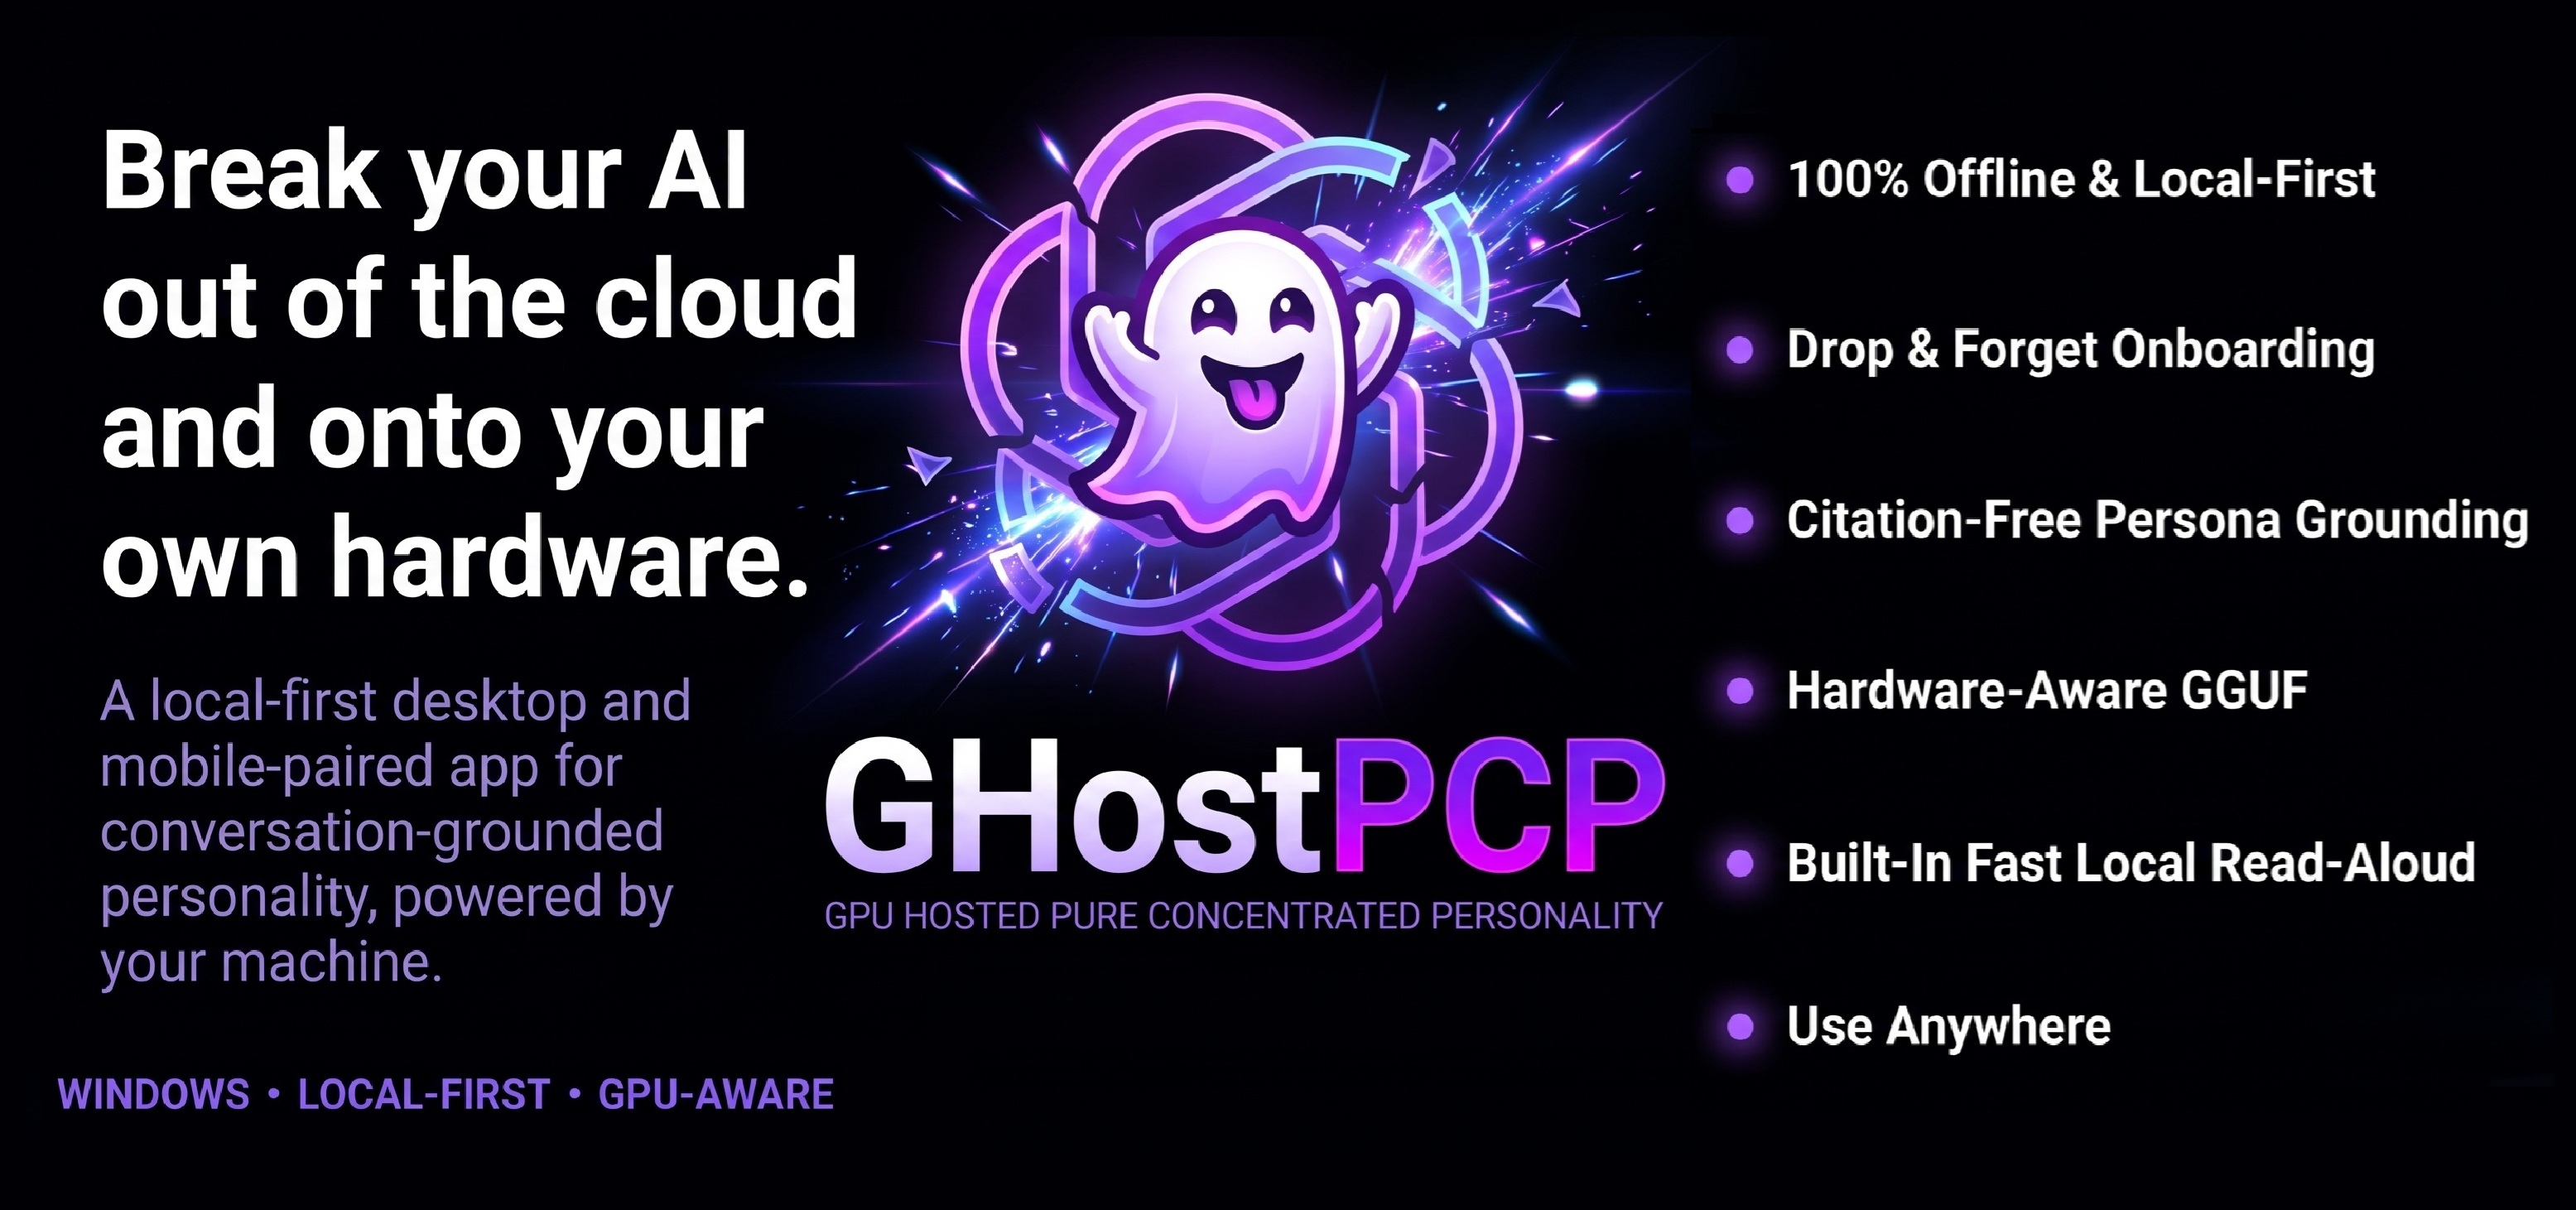 Break your AI
out of the cloud
and onto your
own hardware.
A local-first desktop and
mobile-paired app for
conversation-grounded
personality, powered by
your machine.
WINDOWS • LOCAL-FIRST • GPU-AWARE
GHostPCP
GPU HOSTED PURE CONCENTRATED PERSONALITY
100% Offline & Local-First
Drop & Forget Onboarding
Citation-Free Persona Grounding
Hardware-Aware GGUF
Built-In Fast Local Read-Aloud
Use Anywhere